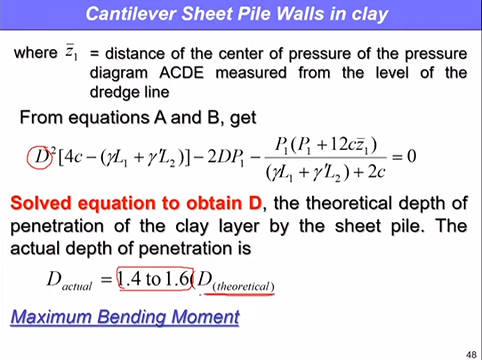 Cantilever Sheet Pile Walls in clay
where z̄₁ = distance of the center of pressure of the pressure
diagram ACDE measured from the level of the
dredge line
From equations A and B, get
D²[4c − (γL₁ + γ′L₂)] − 2DP₁ − P₁(P₁ + 12cz̄₁) / ((γL₁ + γ′L₂) + 2c) = 0
Solved equation to obtain D, the theoretical depth of
penetration of the clay layer by the sheet pile. The
actual depth of penetration is
D_actual = 1.4 to 1.6(D_(theoretical)
Maximum Bending Moment
48